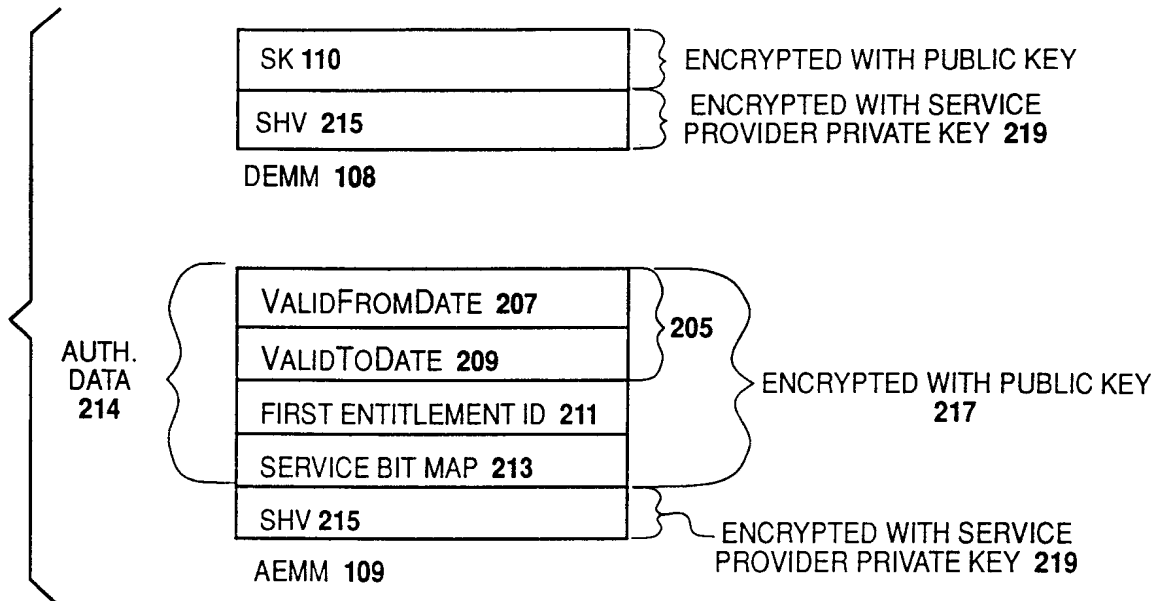 SK 110
ENCRYPTED WITH PUBLIC KEY
SHV 215
ENCRYPTED WITH SERVICE
PROVIDER PRIVATE KEY 219
DEMM 108
VALIDFROMDATE 207
VALIDTODATE 209
205
AUTH.
DATA
214
FIRST ENTITLEMENT ID 211
ENCRYPTED WITH PUBLIC KEY
217
SERVICE BIT MAP 213
SHV 215
ENCRYPTED WITH SERVICE
PROVIDER PRIVATE KEY 219
AEMM 109